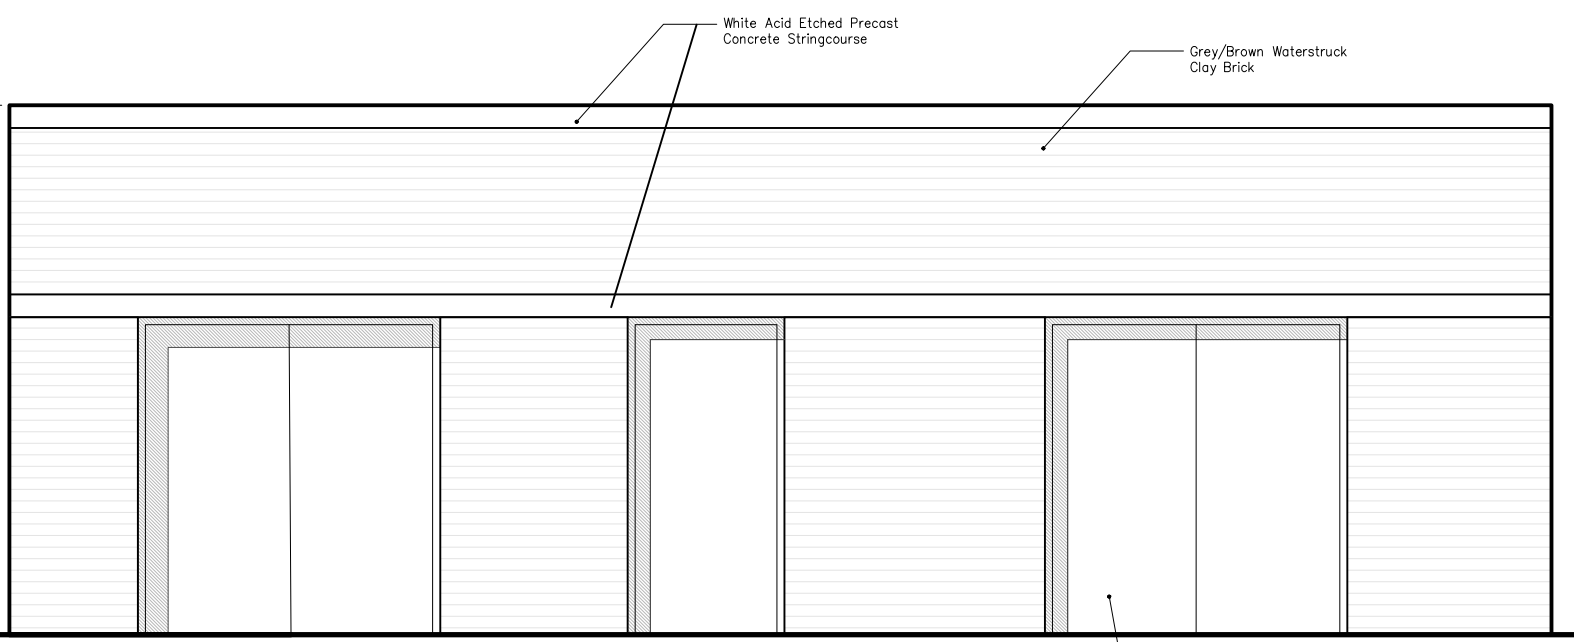 White Acid Etched Precast
Concrete Stringcourse
Grey/Brown Waterstruck
Clay Brick